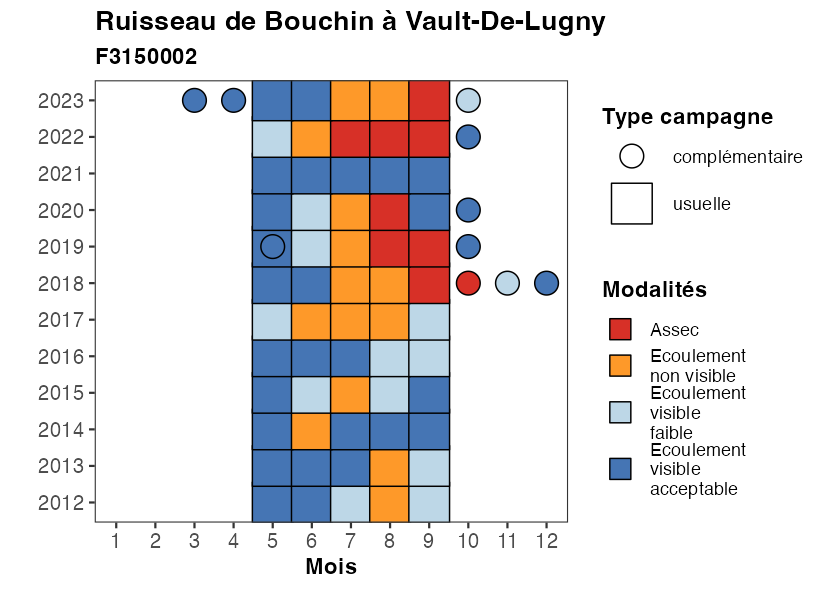 Ruisseau de Bouchin à Vault-De-Lugny
F3150002
2023
2022
2021
2020
2019
2018
2017
2016
2015
2014
2013
2012
1 2 3 4 5 6 7 8 9 10 11 12
Mois
Type campagne
complémentaire
usuelle
Modalités
Assec
Ecoulement
non visible
Ecoulement
visible
faible
Ecoulement
visible
acceptable